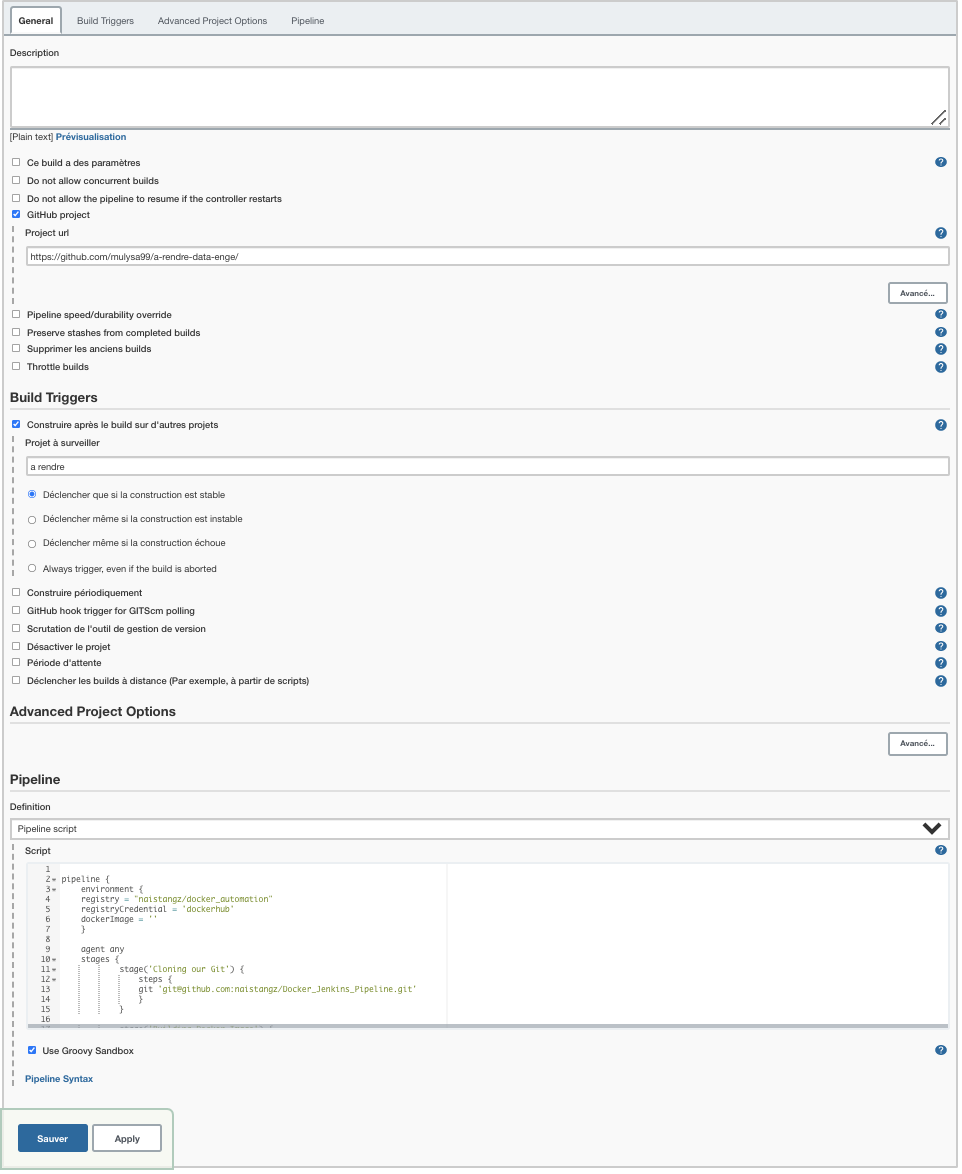 General Build Triggers Advanced Project Options Pipeline
Description
[Plain text] Prévisualisation
Ce build a des paramètres ?
Do not allow concurrent builds
Do not allow the pipeline to resume if the controller restarts
GitHub project
Project url ?
https://github.com/mulysa99/a-rendre-data-enge/
Avancé...
Pipeline speed/durability override ?
Preserve stashes from completed builds ?
Supprimer les anciens builds ?
Throttle builds ?
Build Triggers
Construire après le build sur d'autres projets ?
Projet à surveiller
a rendre
Déclencher que si la construction est stable
Déclencher même si la construction est instable
Déclencher même si la construction échoue
Always trigger, even if the build is aborted
Construire périodiquement ?
GitHub hook trigger for GITScm polling ?
Scrutation de l'outil de gestion de version ?
Désactiver le projet ?
Période d'attente ?
Déclencher les builds à distance (Par exemple, à partir de scripts) ?
Advanced Project Options
Avancé...
Pipeline
Definition
Pipeline script
Script ?
1
2 pipeline {
3 environment {
4 registry = "naistangz/docker_automation"
5 registryCredential = 'dockerhub'
6 dockerImage = ''
7 }
8
9 agent any
10 stages {
11 stage('Cloning our Git') {
12 steps {
13 git 'git@github.com:naistangz/Docker_Jenkins_Pipeline.git'
14 }
15 }
16
Use Groovy Sandbox ?
Pipeline Syntax
Sauver Apply